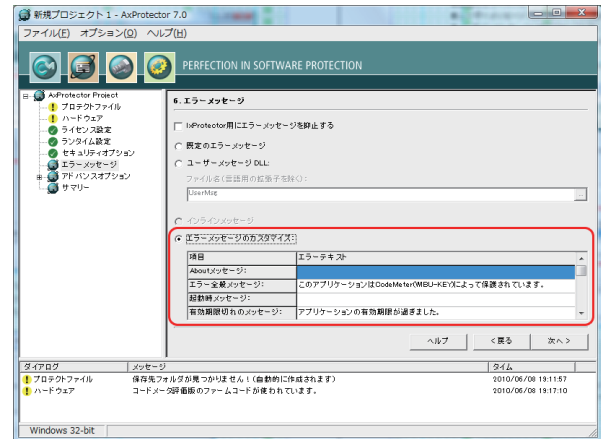 新規プロジェクト 1 - AxProtector 7.0
ファイル(F) オプション(O) ヘルプ(H)
PERFECTION IN SOFTWARE PROTECTION
AxProtector Project
プロテクトファイル
ハードウェア
ライセンス設定
ランタイム設定
セキュリティオプション
エラーメッセージ
アドバンスオプション
サマリー
6. エラーメッセージ
IxProtector用にエラーメッセージを抑止する
既定のエラーメッセージ
ユーザーメッセージ DLL:
ファイル名(言語用の拡張子を除く):
UserMsg
...
インラインメッセージ
エラーメッセージのカスタマイズ:
項目 エラーテキスト
Aboutメッセージ:
エラー全般メッセージ: このアプリケーションはCodeMeter(WIBU-KEY)によって保護されています。
起動時メッセージ:
有効期限切れのメッセージ: アプリケーションの有効期限が過ぎました。
ヘルプ < 戻る 次へ >
ダイアログ メッセージ タイム
プロテクトファイル 保存先フォルダが見つかりません!(自動的に作成されます) 2010/06/08 19:11:57
ハードウェア コードメータ評価版のファームコードが使われています。 2010/06/08 19:17:10
Windows 32-bit